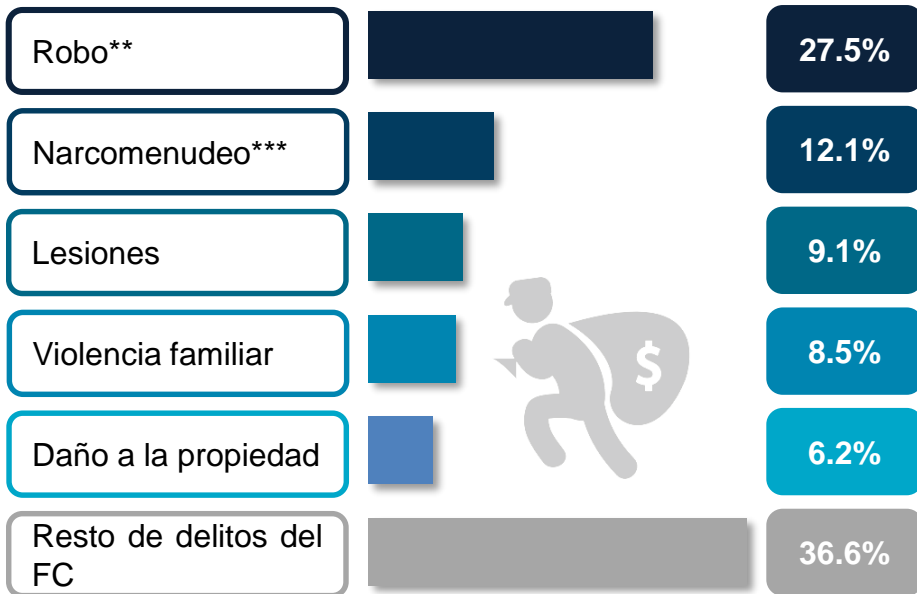 Robo** 27.5%
Narcomenudeo*** 12.1%
Lesiones 9.1%
Violencia familiar 8.5%
$
Daño a la propiedad 6.2%
Resto de delitos del
FC 36.6%